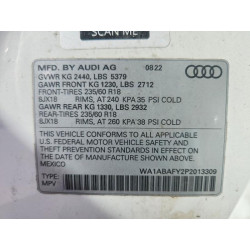 SCAN ME
MFD. BY AUDI AG 08 22
GVWR KG 2440, LBS 5379
GAWR FRONT KG 1230, LBS 2712
FRONT-TIRES 235/60 R18
8JX18 RIMS, AT 240 KPA 35 PSI COLD
GAWR REAR KG 1330, LBS 2932
REAR-TIRES 235/60 R18
8JX18 RIMS, AT 260 KPA 38 PSI COLD
THIS VEHICLE CONFORMS TO ALL APPLICABLE
U.S. FEDERAL MOTOR VEHICLE SAFETY
AND THEFT PREVENTION STANDARDS IN EFFECT
ON THE DATE OF MANUFACTURE SHOWN ABOVE.
MEXICO
TYPE: WA1ABAFY2P2013309
MPV